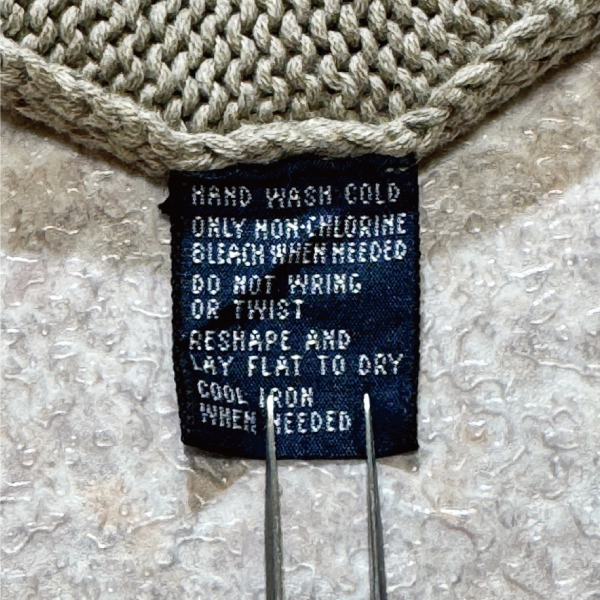 HAND WASH COLD
ONLY NON-CHLORINE
BLEACH WHEN NEEDED
DO NOT WRING
OR TWIST
RESHAPE AND
LAY FLAT TO DRY
COOL IRON
WHEN NEEDED